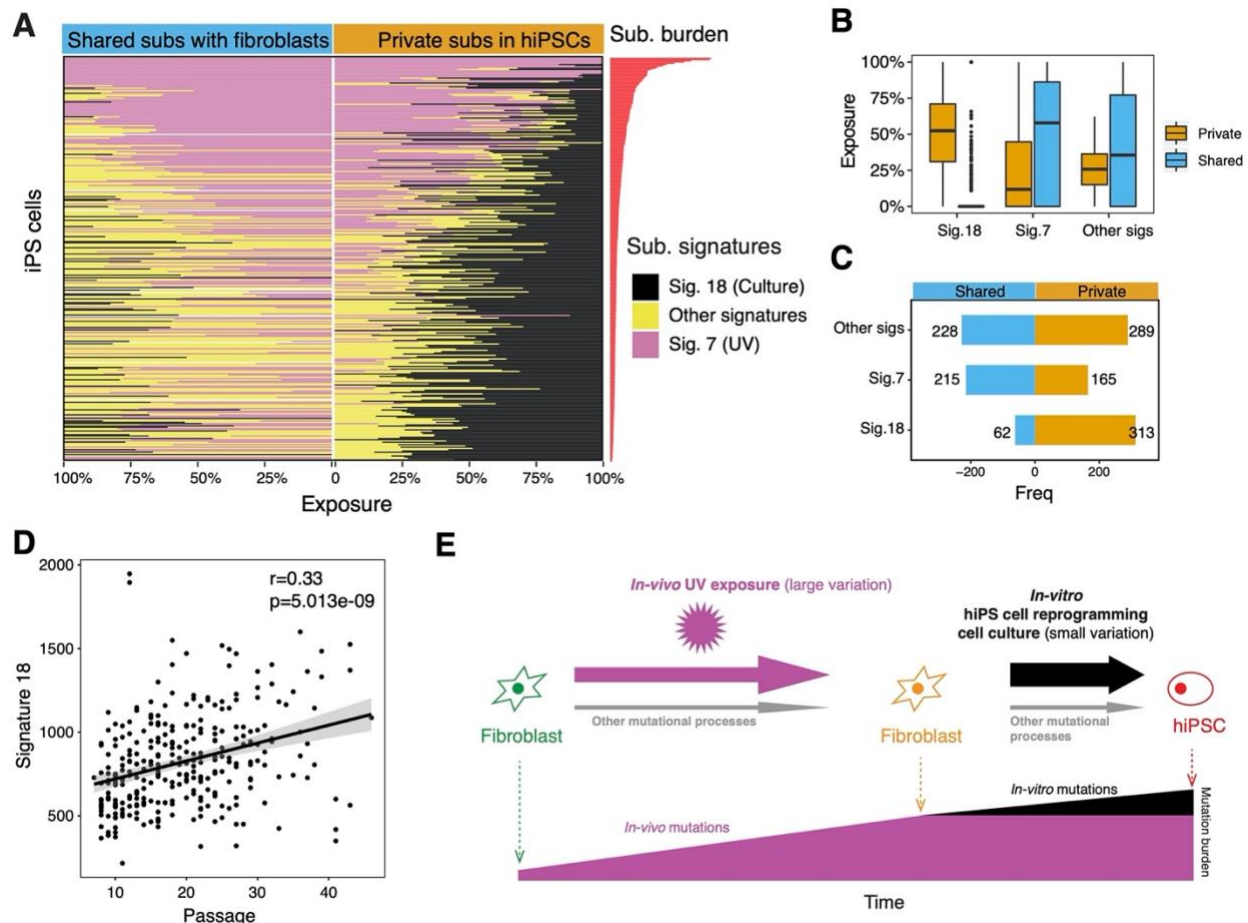 A
Shared subs with fibroblasts
Private subs in hiPSCs
Sub. burden
iPS cells
Sub. signatures
Sig. 18 (Culture)
Other signatures
Sig. 7 (UV)
100%
75%
50%
25%
0
25%
50%
75%
100%
Exposure
B
100%
75%
50%
25%
0%
Exposure
Sig.18
Sig.7
Other sigs
Private
Shared
C
Shared
Private
Other sigs
228
289
Sig.7
215
165
Sig.18
62
313
−200
0
200
Freq
D
2000
1500
1000
500
Signature 18
r=0.33
p=5.013e-09
10
20
30
40
Passage
E
In-vivo UV exposure (large variation)
In-vitro
hiPS cell reprogramming
cell culture (small variation)
Other mutational processes
Other mutational
processes
Fibroblast
Fibroblast
hiPSC
In-vivo mutations
In-vitro mutations
Mutation burden
Time